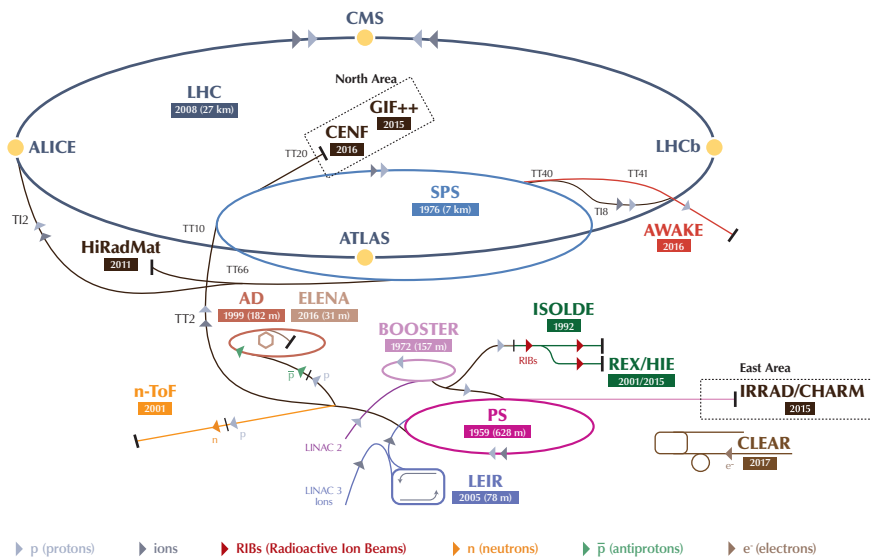 CMS
North Area
LHC
2008 (27 km)
GIF++
2015
CENF
2016
ALICE
LHCb
TT20
TT40
TT41
SPS
1976 (7 km)
TI8
TI2
TT10
ATLAS
AWAKE
2016
HiRadMat
2011
TT66
AD
1999 (182 m)
ELENA
2016 (31 m)
TT2
ISOLDE
1992
BOOSTER
1972 (157 m)
RIBs
REX/HIE
2001/2015
East Area
p̅
p
IRRAD/CHARM
2015
n-ToF
2001
PS
1959 (628 m)
n
p
LINAC 2
CLEAR
2017
e-
LINAC 3
Ions
LEIR
2005 (78 m)
p (protons)
ions
RIBs (Radioactive Ion Beams)
n (neutrons)
p̅ (antiprotons)
e- (electrons)